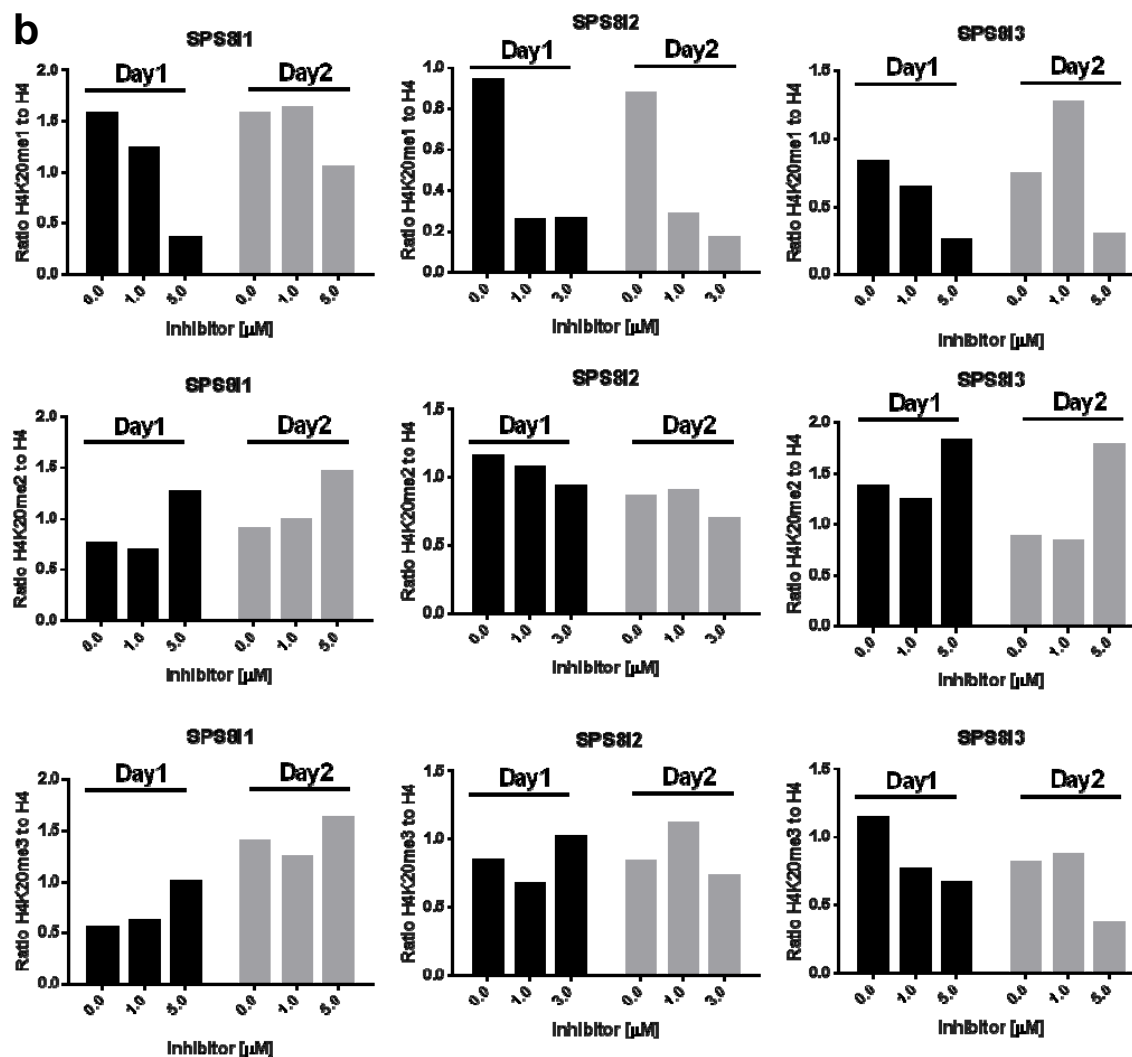 b
SPS8I1
Day1 Day2
Ratio H4K20me1 to H4
2.0
1.5
1.0
0.5
0.0
0.0 1.0 5.0 0.0 1.0 5.0
Inhibitor [μM]
SPS8I2
Day1 Day2
Ratio H4K20me1 to H4
1.0
0.8
0.6
0.4
0.2
0.0
0.0 1.0 3.0 0.0 1.0 3.0
Inhibitor [μM]
SPS8I3
Day1 Day2
Ratio H4K20me1 to H4
1.5
1.0
0.5
0.0
0.0 1.0 5.0 0.0 1.0 5.0
Inhibitor [μM]
SPS8I1
Day1 Day2
Ratio H4K20me2 to H4
2.0
1.5
1.0
0.5
0.0
0.0 1.0 5.0 0.0 1.0 5.0
Inhibitor [μM]
SPS8I2
Day1 Day2
Ratio H4K20me2 to H4
1.5
1.0
0.5
0.0
0.0 1.0 3.0 0.0 1.0 3.0
Inhibitor [μM]
SPS8I3
Day1 Day2
Ratio H4K20me2 to H4
2.0
1.5
1.0
0.5
0.0
0.0 1.0 5.0 0.0 1.0 5.0
Inhibitor [μM]
SPS8I1
Day1 Day2
Ratio H4K20me3 to H4
2.0
1.5
1.0
0.5
0.0
0.0 1.0 5.0 0.0 1.0 5.0
Inhibitor [μM]
SPS8I2
Day1 Day2
Ratio H4K20me3 to H4
1.5
1.0
0.5
0.0
0.0 1.0 3.0 0.0 1.0 3.0
Inhibitor [μM]
SPS8I3
Day1 Day2
Ratio H4K20me3 to H4
1.5
1.0
0.5
0.0
0.0 1.0 5.0 0.0 1.0 5.0
Inhibitor [μM]